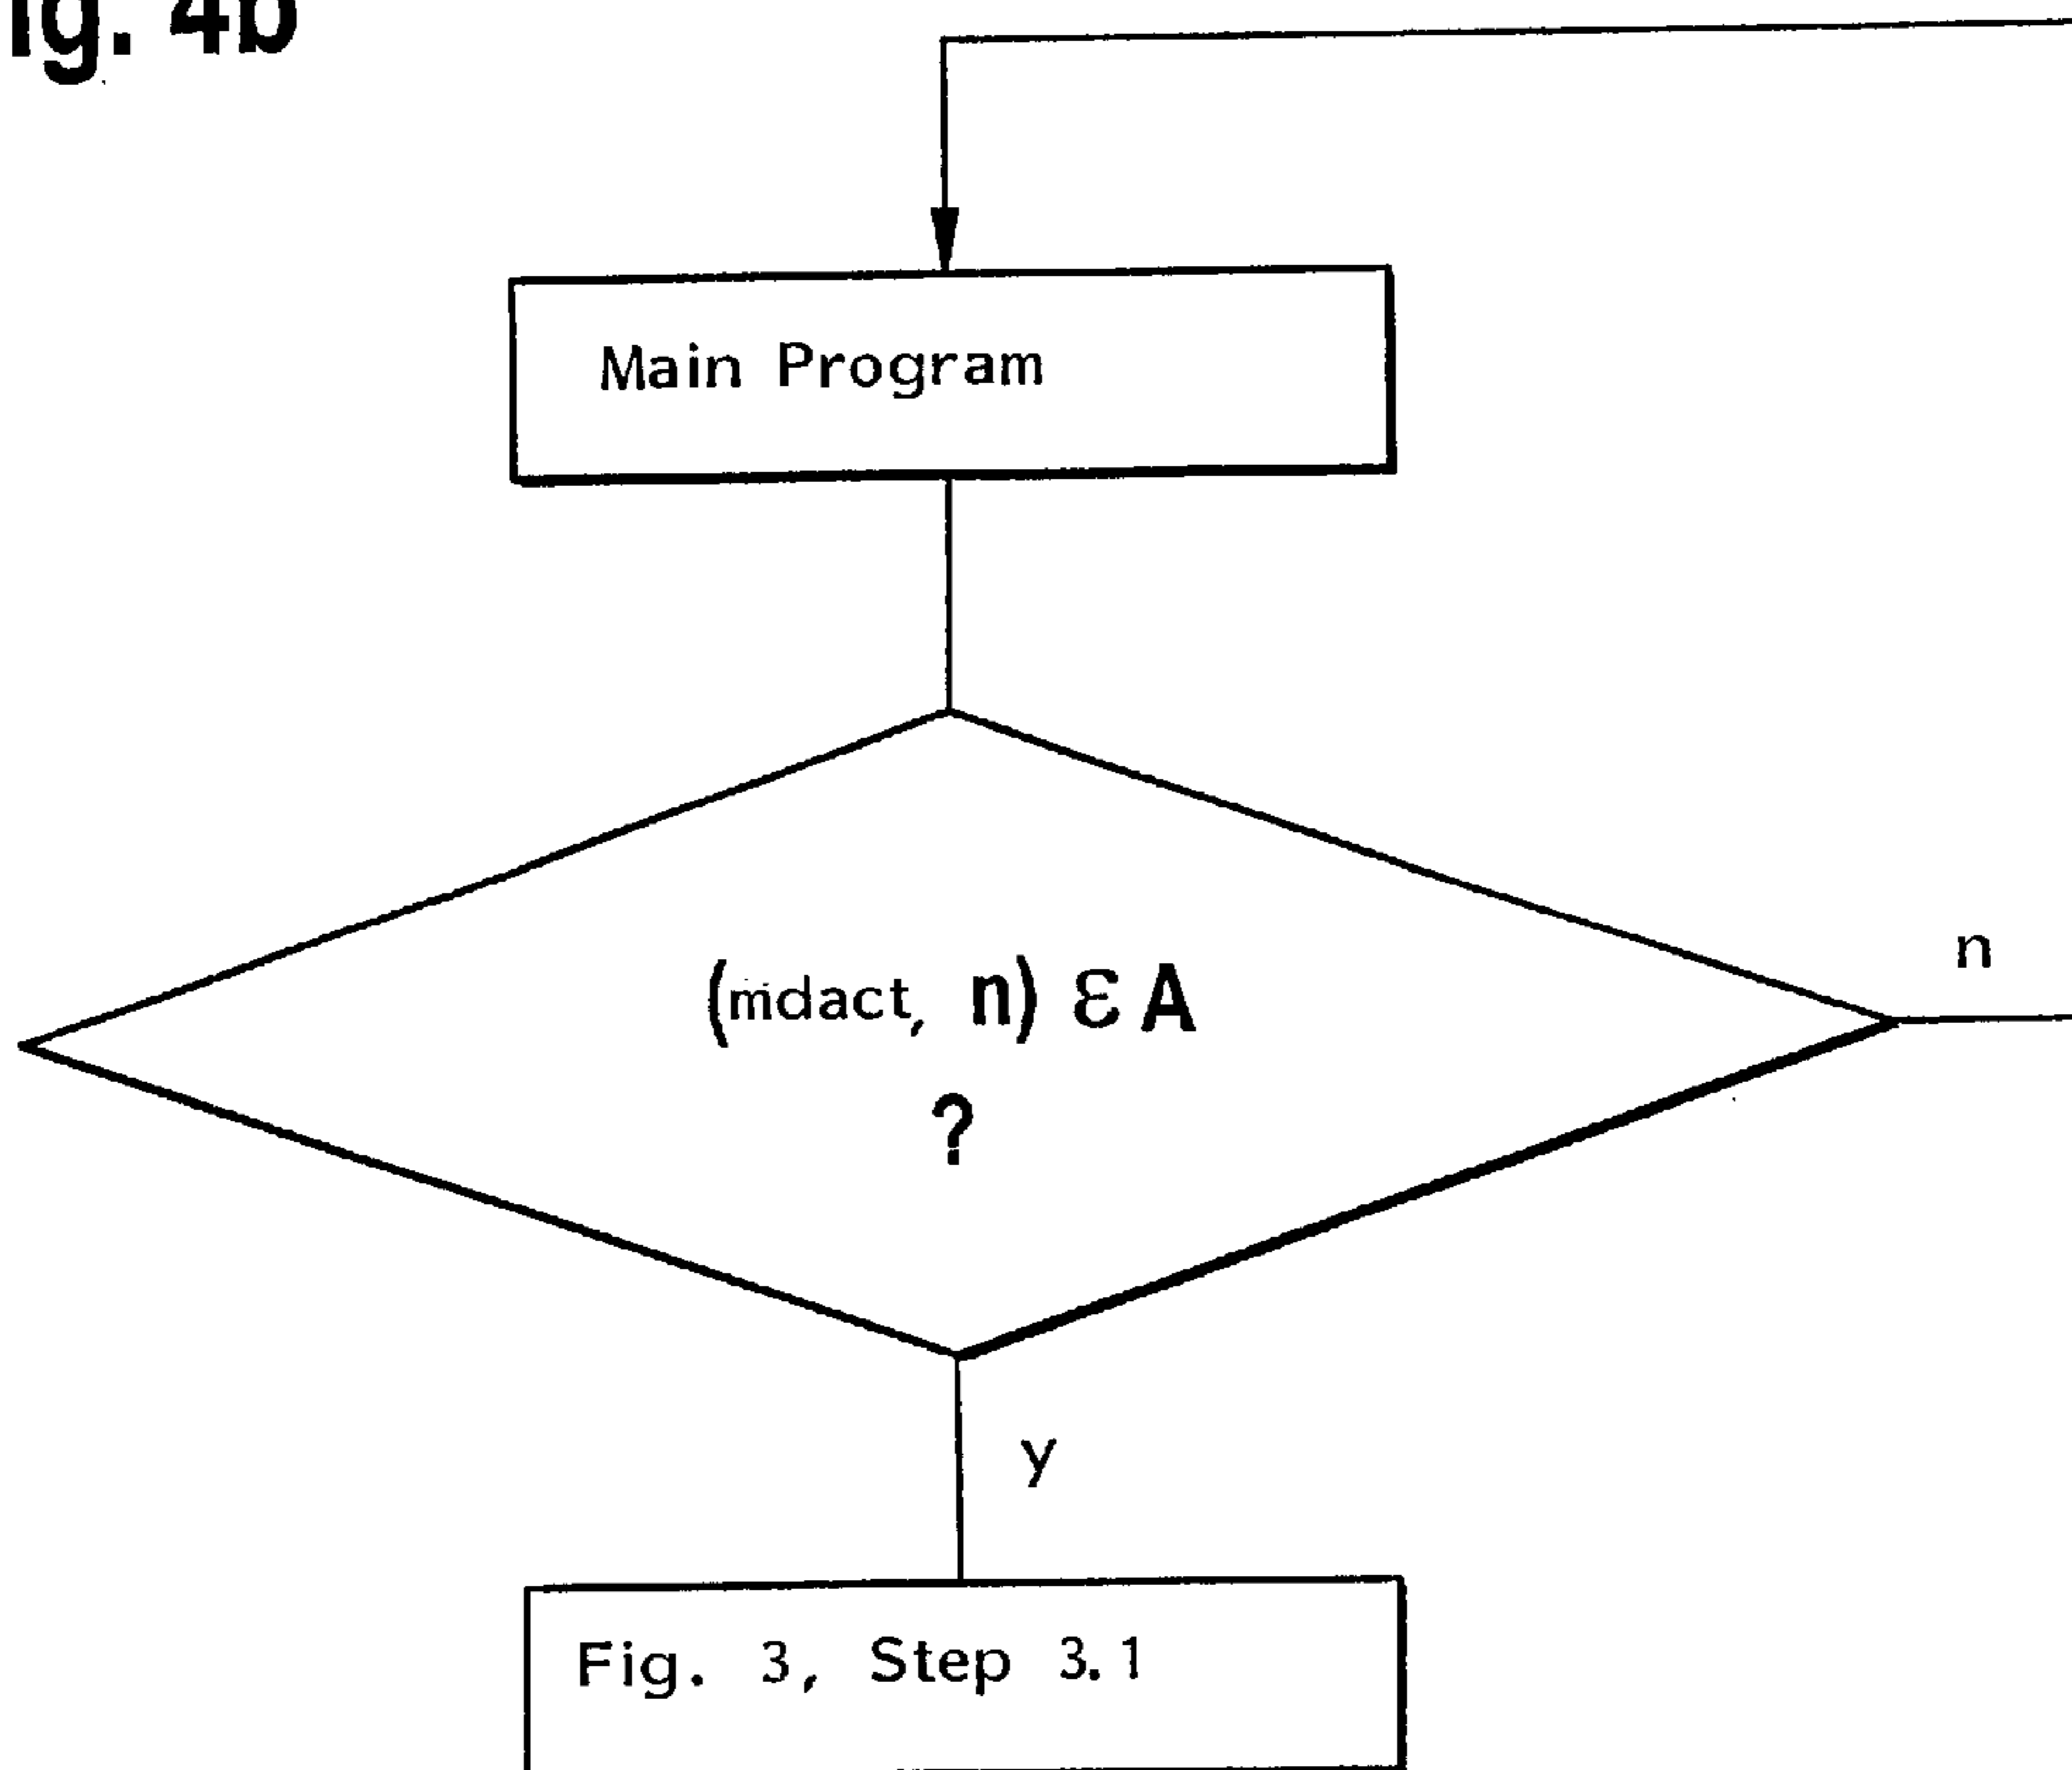 ig. 4b
Main Program
(mdact, n) ε A
?
n
y
Fig. 3, Step 3.1